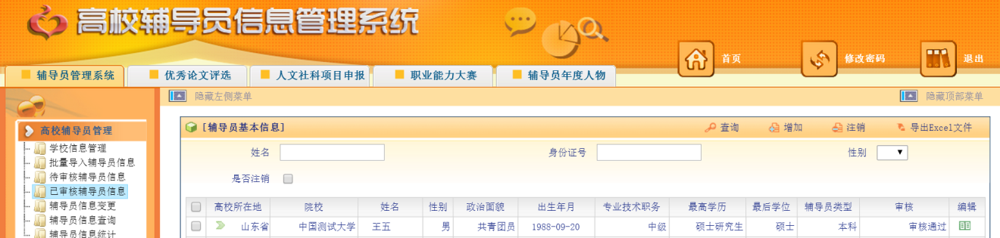 高校辅导员信息管理系统
首页 修改密码 退出
辅导员管理系统 优秀论文评选 人文社科项目申报 职业能力大赛 辅导员年度人物
隐藏左侧菜单 隐藏顶部菜单
高校辅导员管理
学校信息管理
批量导入辅导员信息
待审核辅导员信息
已审核辅导员信息
辅导员信息变更
辅导员信息查询
辅导员信息统计
[辅导员基本信息] 查询 增加 注销 导出Excel文件
姓名 身份证号 性别
是否注销
高校所在地 院校 姓名 性别 政治面貌 出生年月 专业技术职务 最高学历 最后学位 辅导员类型 审核 编辑
山东省 中国测试大学 王五 男 共青团员 1988-09-20 中级 硕士研究生 硕士 本科 审核通过